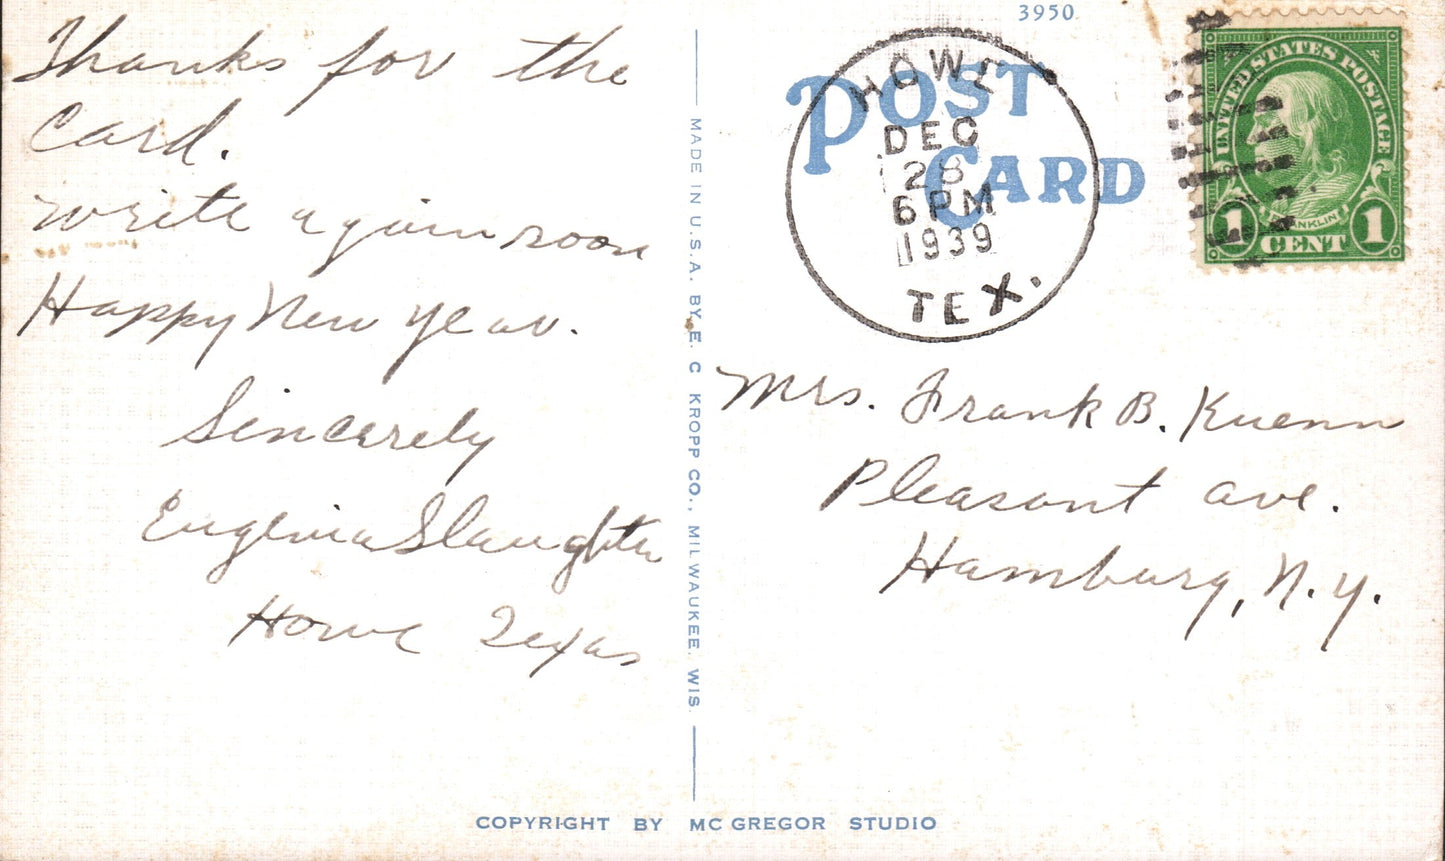 Thanks for the
Card.
Write again soon
Happy New Year.
Sincerely
Eugenia Slaughter
Howe Texas
MADE IN U.S.A. BY E. C KROPP CO., MILWAUKEE. WIS.
3950
POST
CARD
HOWE
DEC
28
6 PM
1939
TEX.
UNITED STATES POSTAGE
FRANKLIN
1 CENT 1
Mrs. Frank B. Kuenn
Pleasant Ave.
Hamburg, N.Y.
COPYRIGHT BY MC GREGOR STUDIO